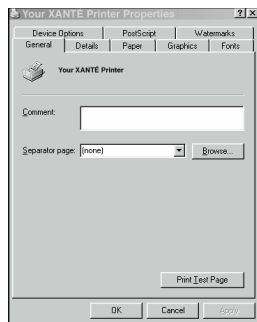 Your XANTÉ Printer Properties
Device Options PostScript Watermarks
General Details Paper Graphics Fonts
Your XANTÉ Printer
Comment:
Separator page: (none) Browse...
Print Test Page
OK Cancel Apply